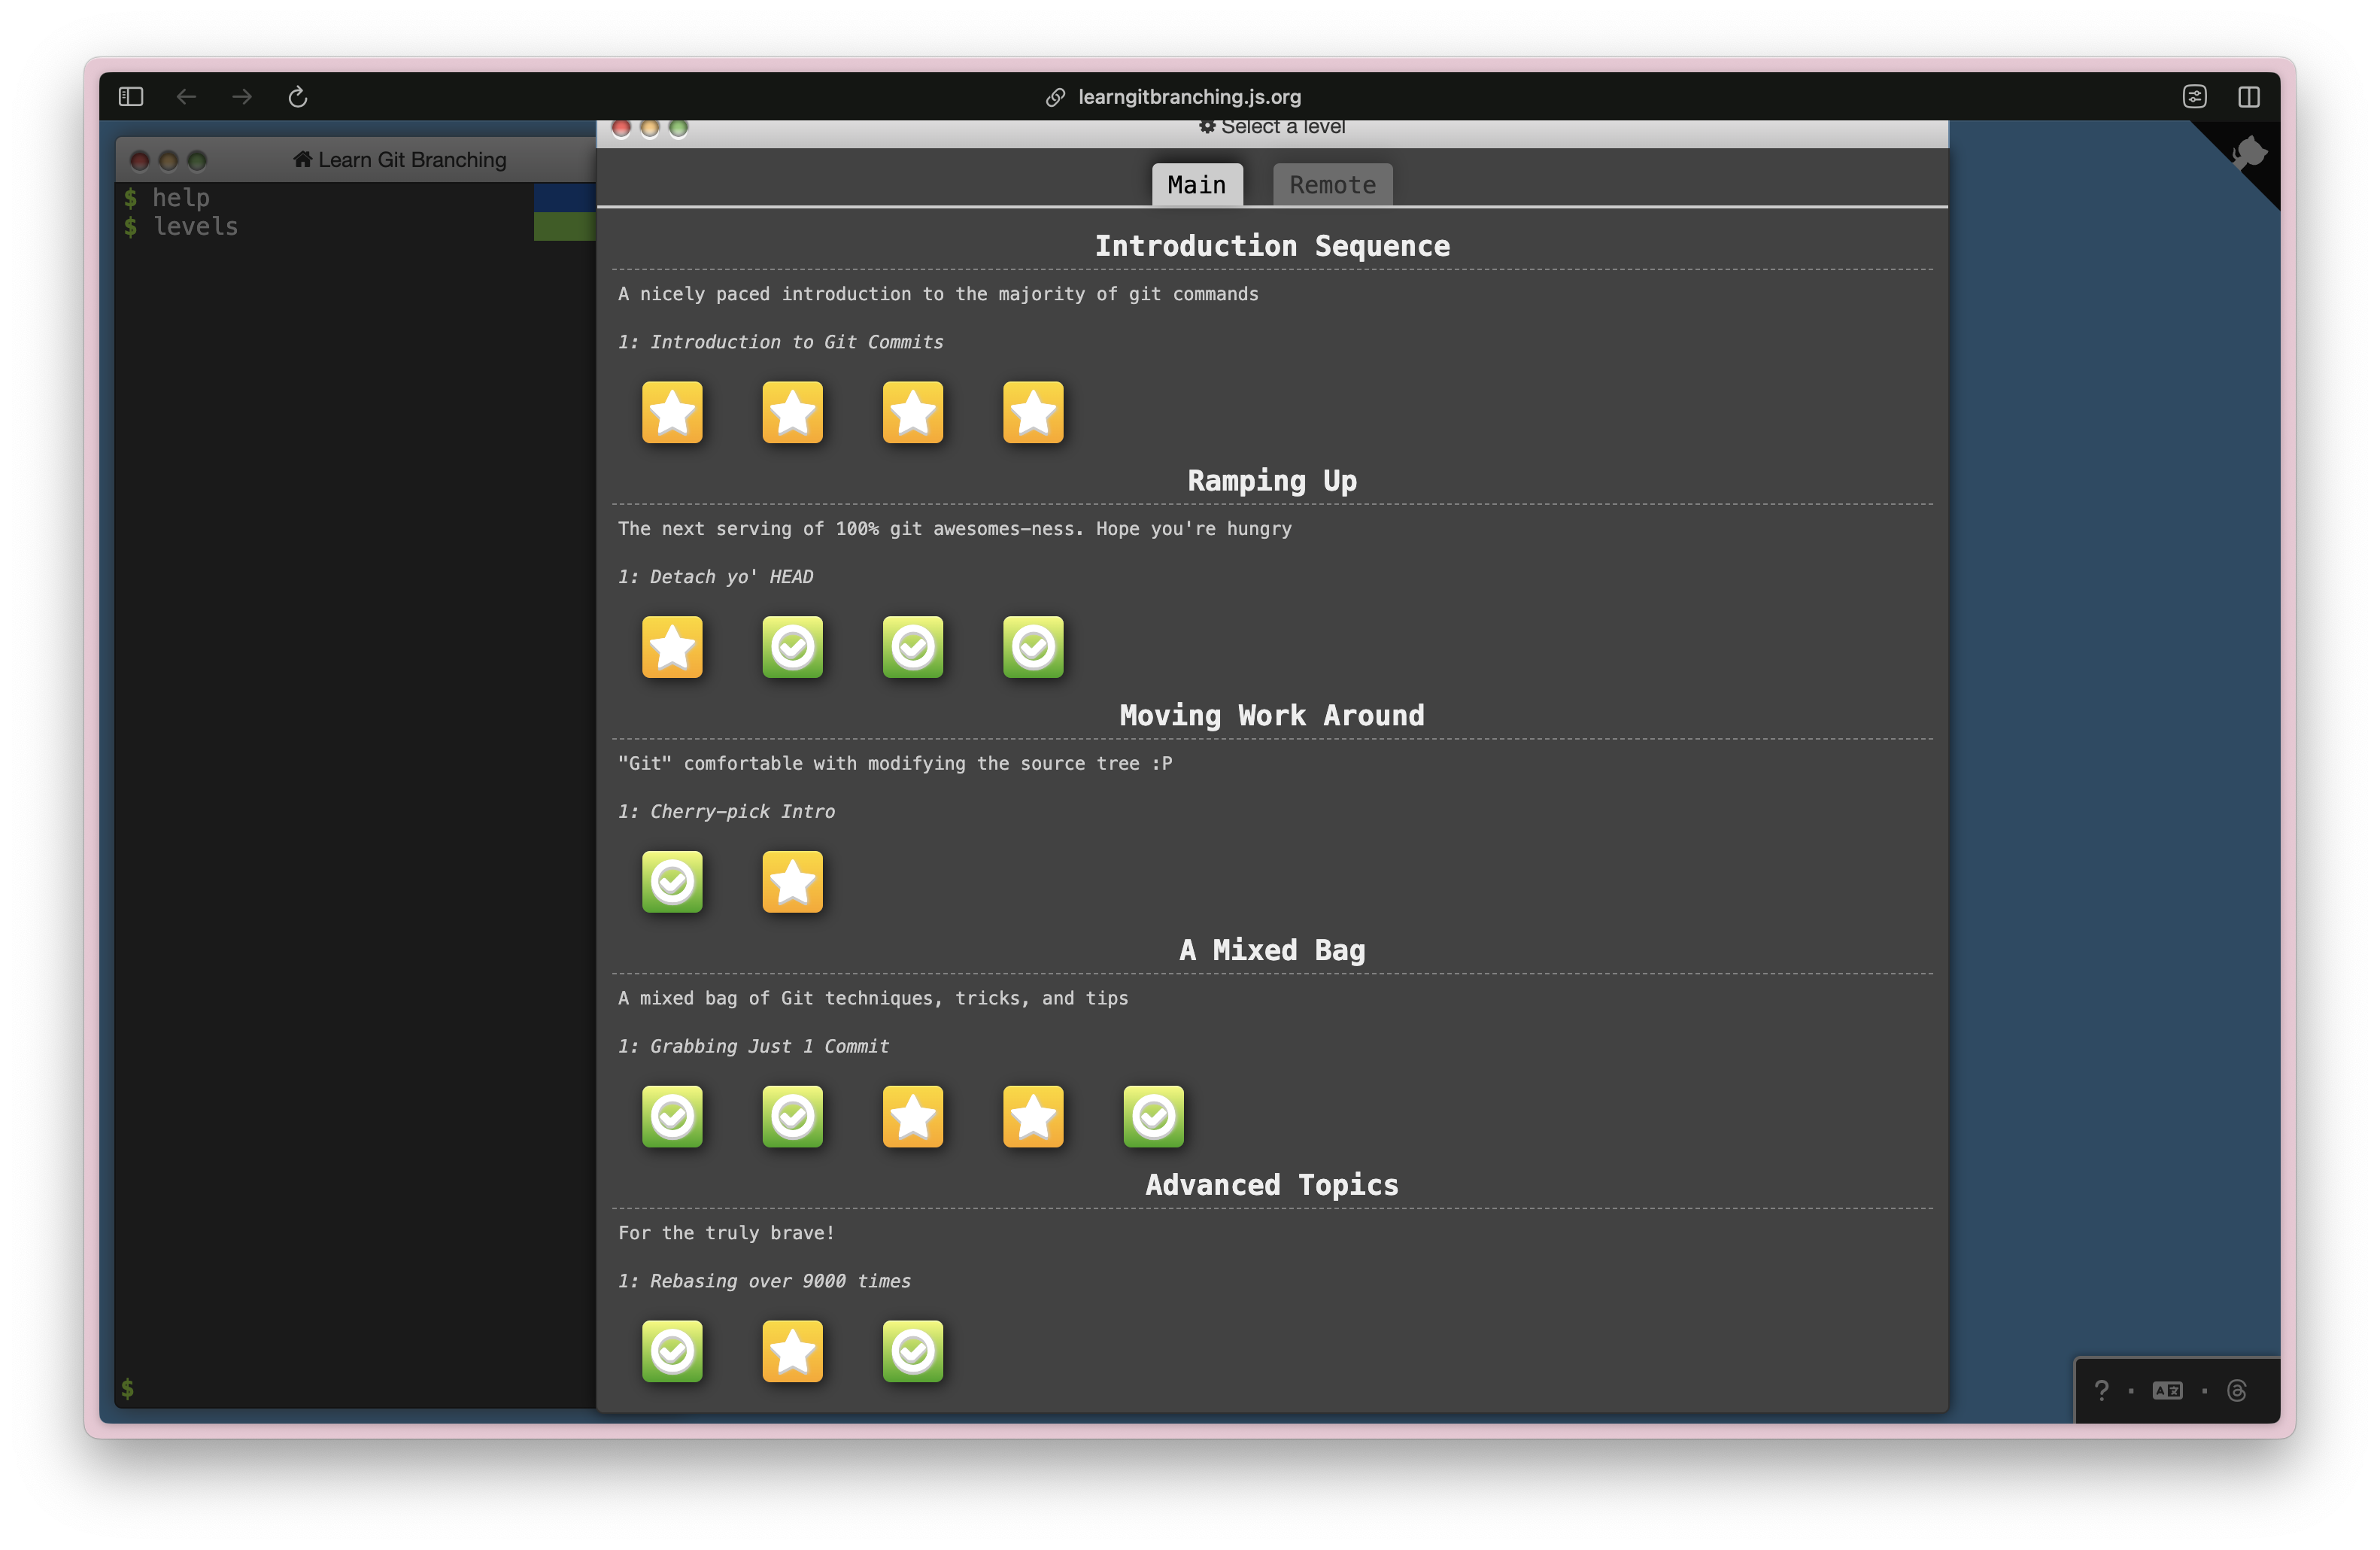 learngitbranching.js.org
Learn Git Branching
$ help
$ levels
$
Select a level
Main
Remote
Introduction Sequence
A nicely paced introduction to the majority of git commands
1: Introduction to Git Commits
Ramping Up
The next serving of 100% git awesomes-ness. Hope you're hungry
1: Detach yo' HEAD
Moving Work Around
"Git" comfortable with modifying the source tree :P
1: Cherry-pick Intro
A Mixed Bag
A mixed bag of Git techniques, tricks, and tips
1: Grabbing Just 1 Commit
Advanced Topics
For the truly brave!
1: Rebasing over 9000 times
? · A文 ·